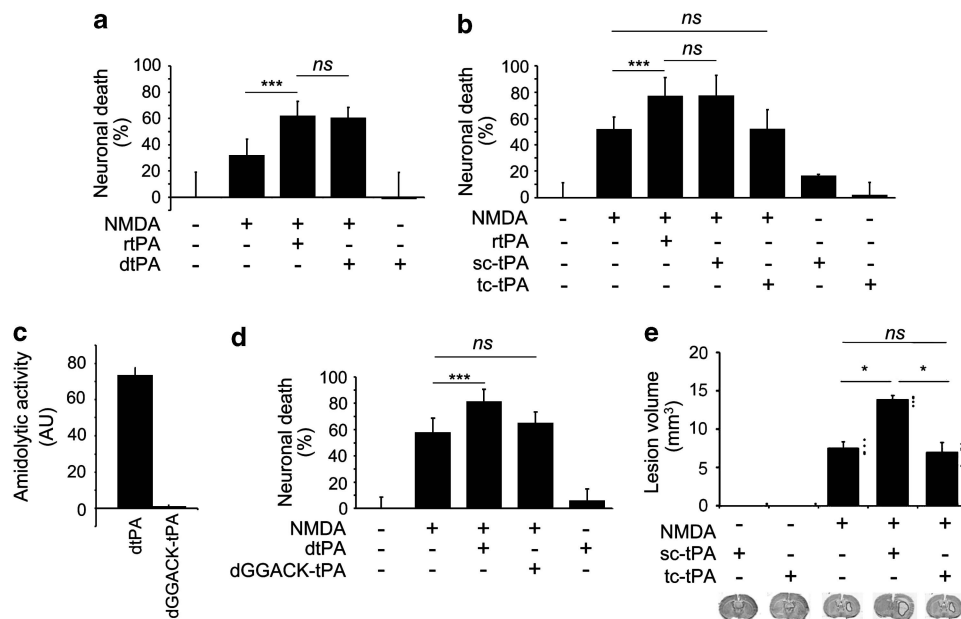 a
ns
***
100
80
60
40
20
0
Neuronal death
(%)
NMDA - + + + -
rtPA - - + - -
dtPA - - - + +
b
ns
ns
***
100
80
60
40
20
0
Neuronal death
(%)
NMDA - + + + + - -
rtPA - - + - - - -
sc-tPA - - - + - + -
tc-tPA - - - - + - +
c
80
60
40
20
0
Amidolytic activity
(AU)
dtPA
dGGACK-tPA
d
ns
***
100
80
60
40
20
0
Neuronal death
(%)
NMDA - + + + -
dtPA - - + - +
dGGACK-tPA - - - + -
e
ns
* *
20
15
10
5
0
Lesion volume
(mm³)
NMDA - - + + +
sc-tPA + - - + -
tc-tPA - + - - +